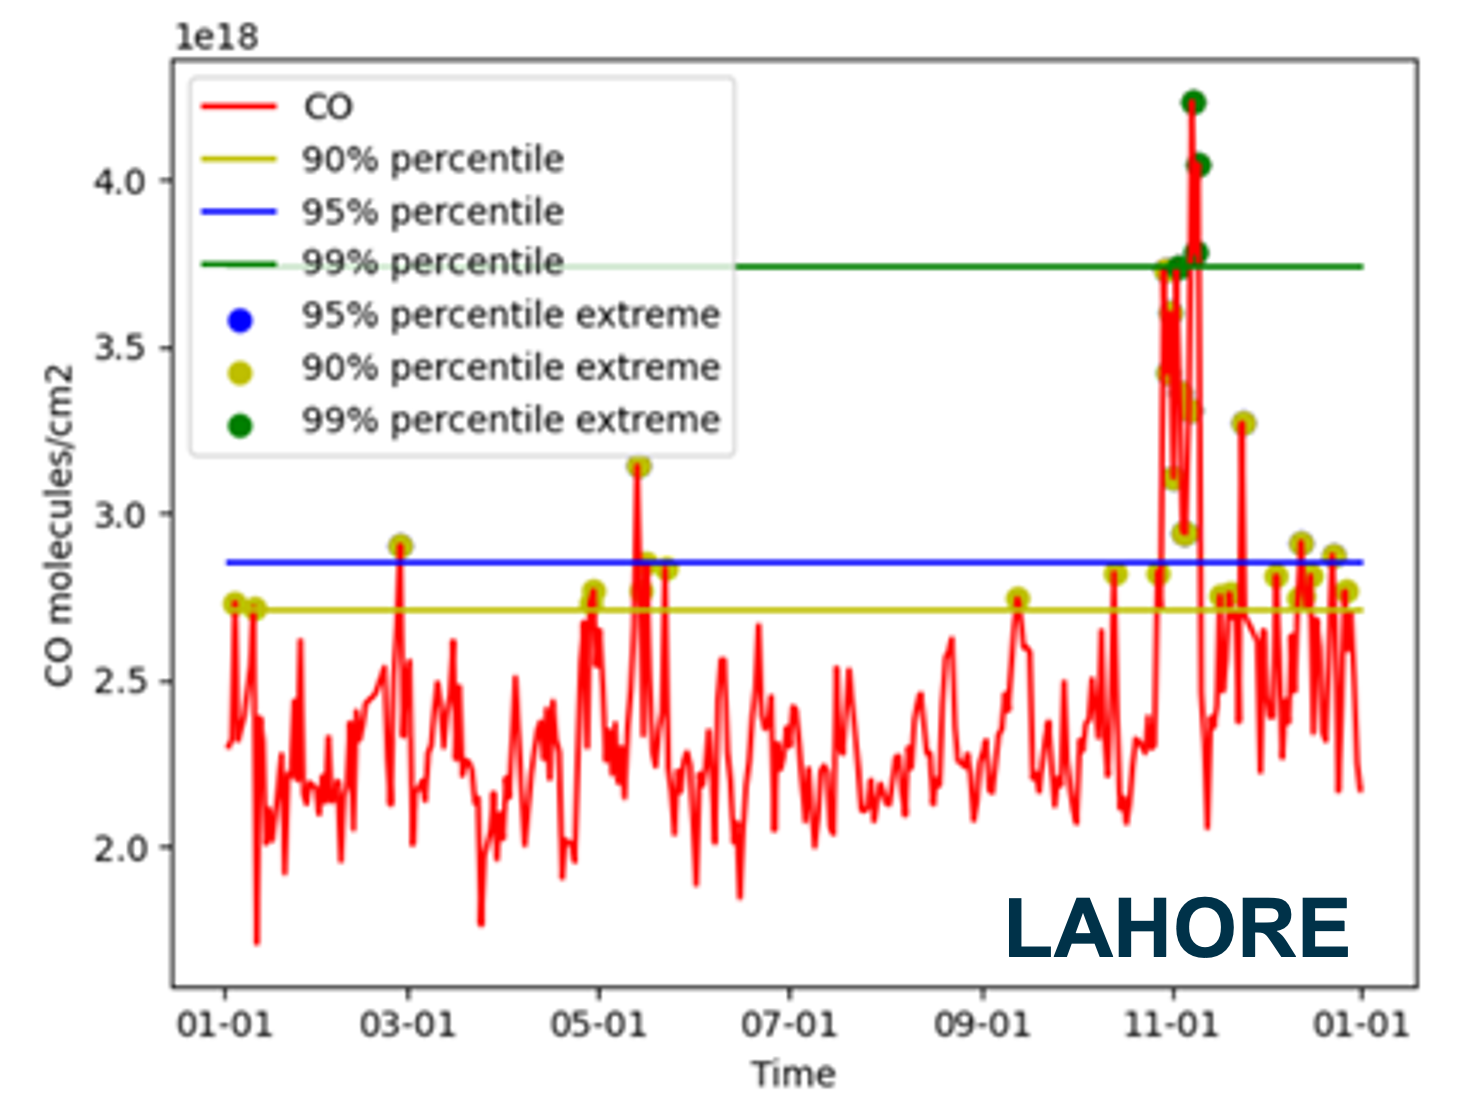 1e18
CO
90% percentile
95% percentile
99% percentile
95% percentile extreme
90% percentile extreme
99% percentile extreme
4.0
3.5
3.0
2.5
2.0
CO molecules/cm2
LAHORE
01-01 03-01 05-01 07-01 09-01 11-01 01-01
Time